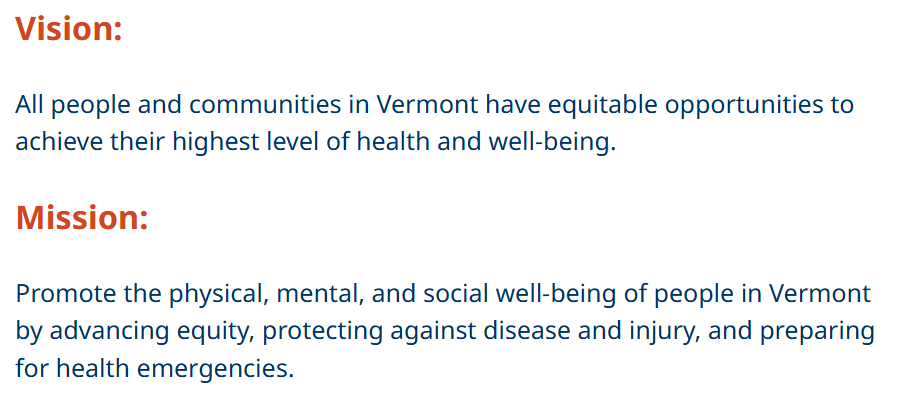 Vision:
All people and communities in Vermont have equitable opportunities to
achieve their highest level of health and well-being.
Mission:
Promote the physical, mental, and social well-being of people in Vermont
by advancing equity, protecting against disease and injury, and preparing
for health emergencies.